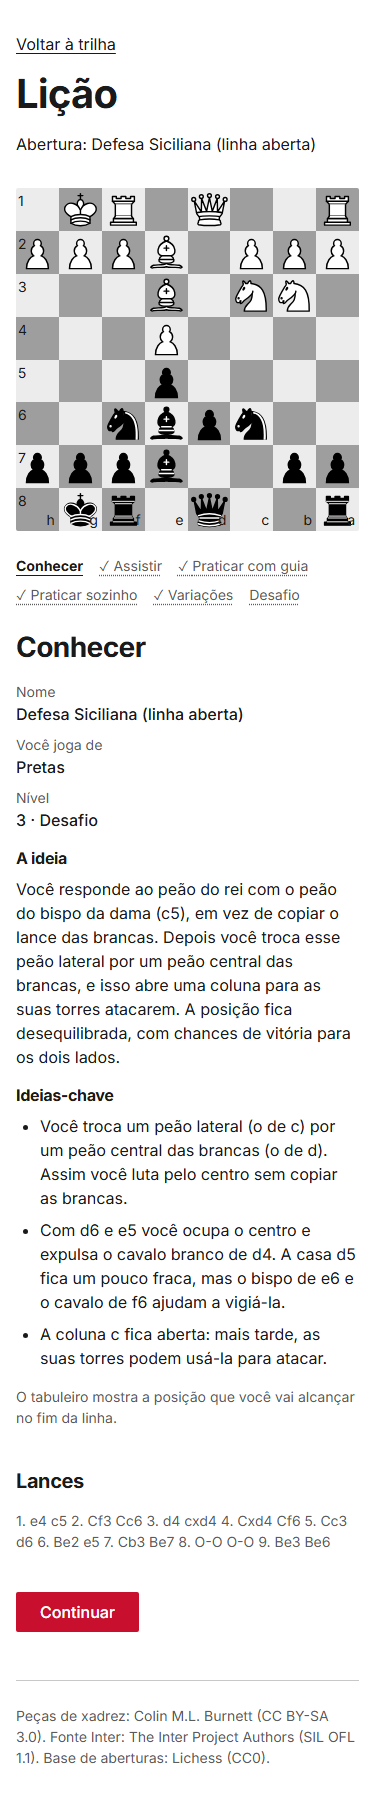 Voltar à trilha
Lição
Abertura: Defesa Siciliana (linha aberta)
1
2
3
4
5
6
7
8
h g f e d c b a
Conhecer ✓ Assistir ✓ Praticar com guia
✓ Praticar sozinho ✓ Variações Desafio
Conhecer
Nome
Defesa Siciliana (linha aberta)
Você joga de
Pretas
Nível
3 · Desafio
A ideia
Você responde ao peão do rei com o peão
do bispo da dama (c5), em vez de copiar o
lance das brancas. Depois você troca esse
peão lateral por um peão central das
brancas, e isso abre uma coluna para as
suas torres atacarem. A posição fica
desequilibrada, com chances de vitória para
os dois lados.
Ideias-chave
• Você troca um peão lateral (o de c) por
um peão central das brancas (o de d).
Assim você luta pelo centro sem copiar
as brancas.
• Com d6 e e5 você ocupa o centro e
expulsa o cavalo branco de d4. A casa d5
fica um pouco fraca, mas o bispo de e6 e
o cavalo de f6 ajudam a vigiá-la.
• A coluna c fica aberta: mais tarde, as
suas torres podem usá-la para atacar.
O tabuleiro mostra a posição que você vai alcançar
no fim da linha.
Lances
1. e4 c5 2. Cf3 Cc6 3. d4 cxd4 4. Cxd4 Cf6 5. Cc3
d6 6. Be2 e5 7. Cb3 Be7 8. O-O O-O 9. Be3 Be6
Continuar
Peças de xadrez: Colin M.L. Burnett (CC BY-SA
3.0). Fonte Inter: The Inter Project Authors (SIL OFL
1.1). Base de aberturas: Lichess (CC0).